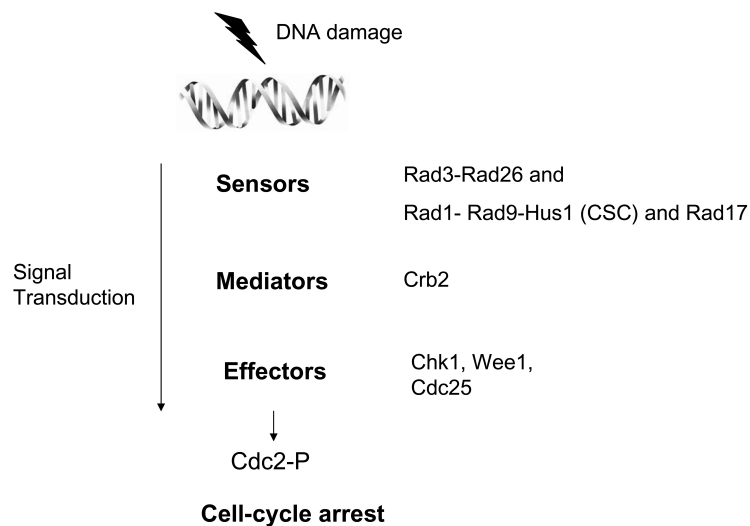 DNA damage
Sensors
Rad3-Rad26 and
Rad1- Rad9-Hus1 (CSC) and Rad17
Signal
Transduction
Mediators
Crb2
Effectors
Chk1, Wee1,
Cdc25
Cdc2-P
Cell-cycle arrest